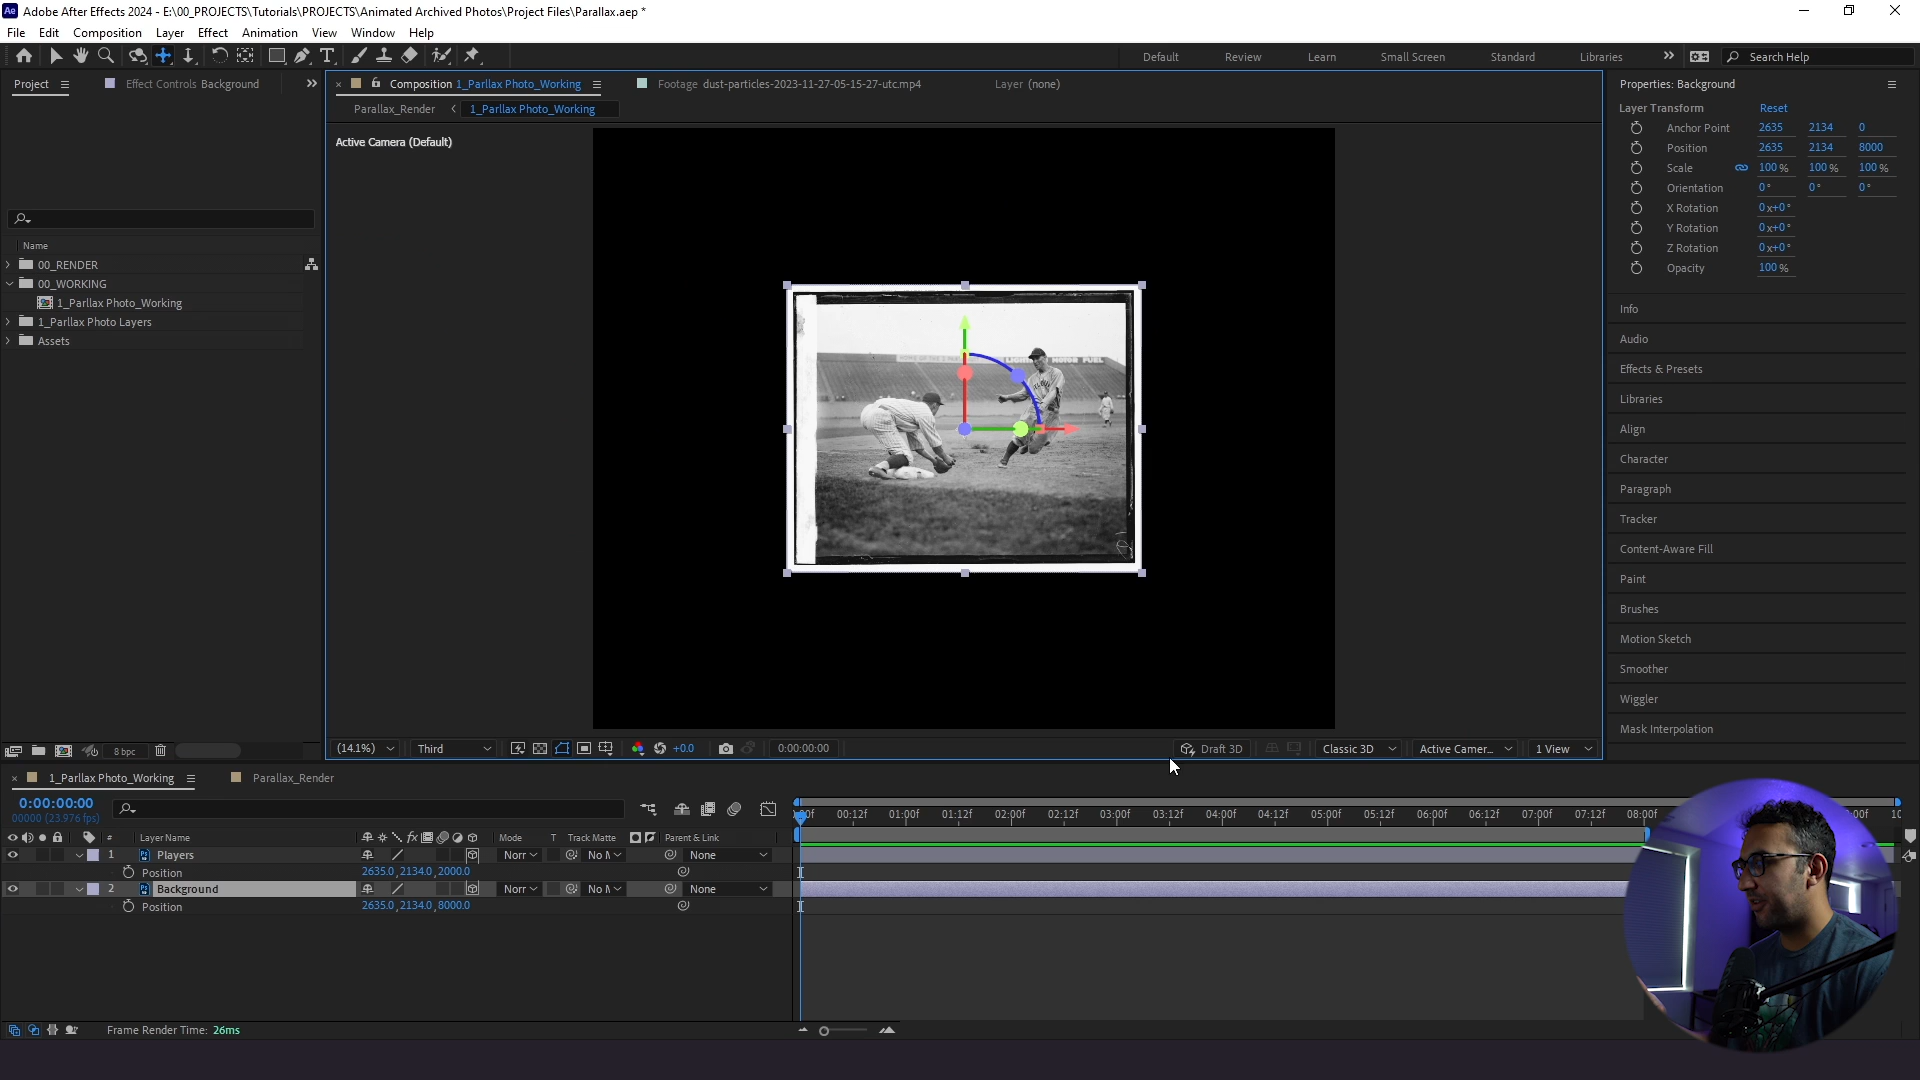 Ae Adobe After Effects 2024 - E:\00_PROJECTS\Tutorials\PROJECTS\Animated Archived Photos\Project Files\Parallax.aep *
File Edit Composition Layer Effect Animation View Window Help
Default Review Learn Small Screen Standard Libraries Search Help
Project Effect Controls Background
Composition 1_Parllax Photo_Working Footage dust-particles-2023-11-27-05-15-27-utc.mp4 Layer (none)
Parallax_Render 1_Parllax Photo_Working
Active Camera (Default)
Name
00_RENDER
00_WORKING
1_Parllax Photo_Working
1_Parllax Photo Layers
Assets
8 bpc
MOTOR FUEL
(14.1%) Third +0.0 0:00:00:00 Draft 3D Classic 3D Active Camer... 1 View
Properties: Background
Layer Transform Reset
Anchor Point 2635 2134 0
Position 2635 2134 8000
Scale 100 % 100 % 100 %
Orientation 0° 0° 0°
X Rotation 0x+0°
Y Rotation 0x+0°
Z Rotation 0x+0°
Opacity 100 %
Info
Audio
Effects & Presets
Libraries
Align
Character
Paragraph
Tracker
Content-Aware Fill
Paint
Brushes
Motion Sketch
Smoother
Wiggler
Mask Interpolation
1_Parllax Photo_Working Parallax_Render
0:00:00:00
00000 (23.976 fps)
00:12f 01:00f 01:12f 02:00f 02:12f 03:00f 03:12f 04:00f 04:12f 05:00f 05:12f 06:00f 06:12f 07:00f 07:12f 08:00f
# Layer Name fx Mode T Track Matte Parent & Link
1 Players Norr No M None
Position 2635.0,2134.0,2000.0
2 Background Norr No M None
Position 2635.0,2134.0,8000.0
Frame Render Time: 26ms